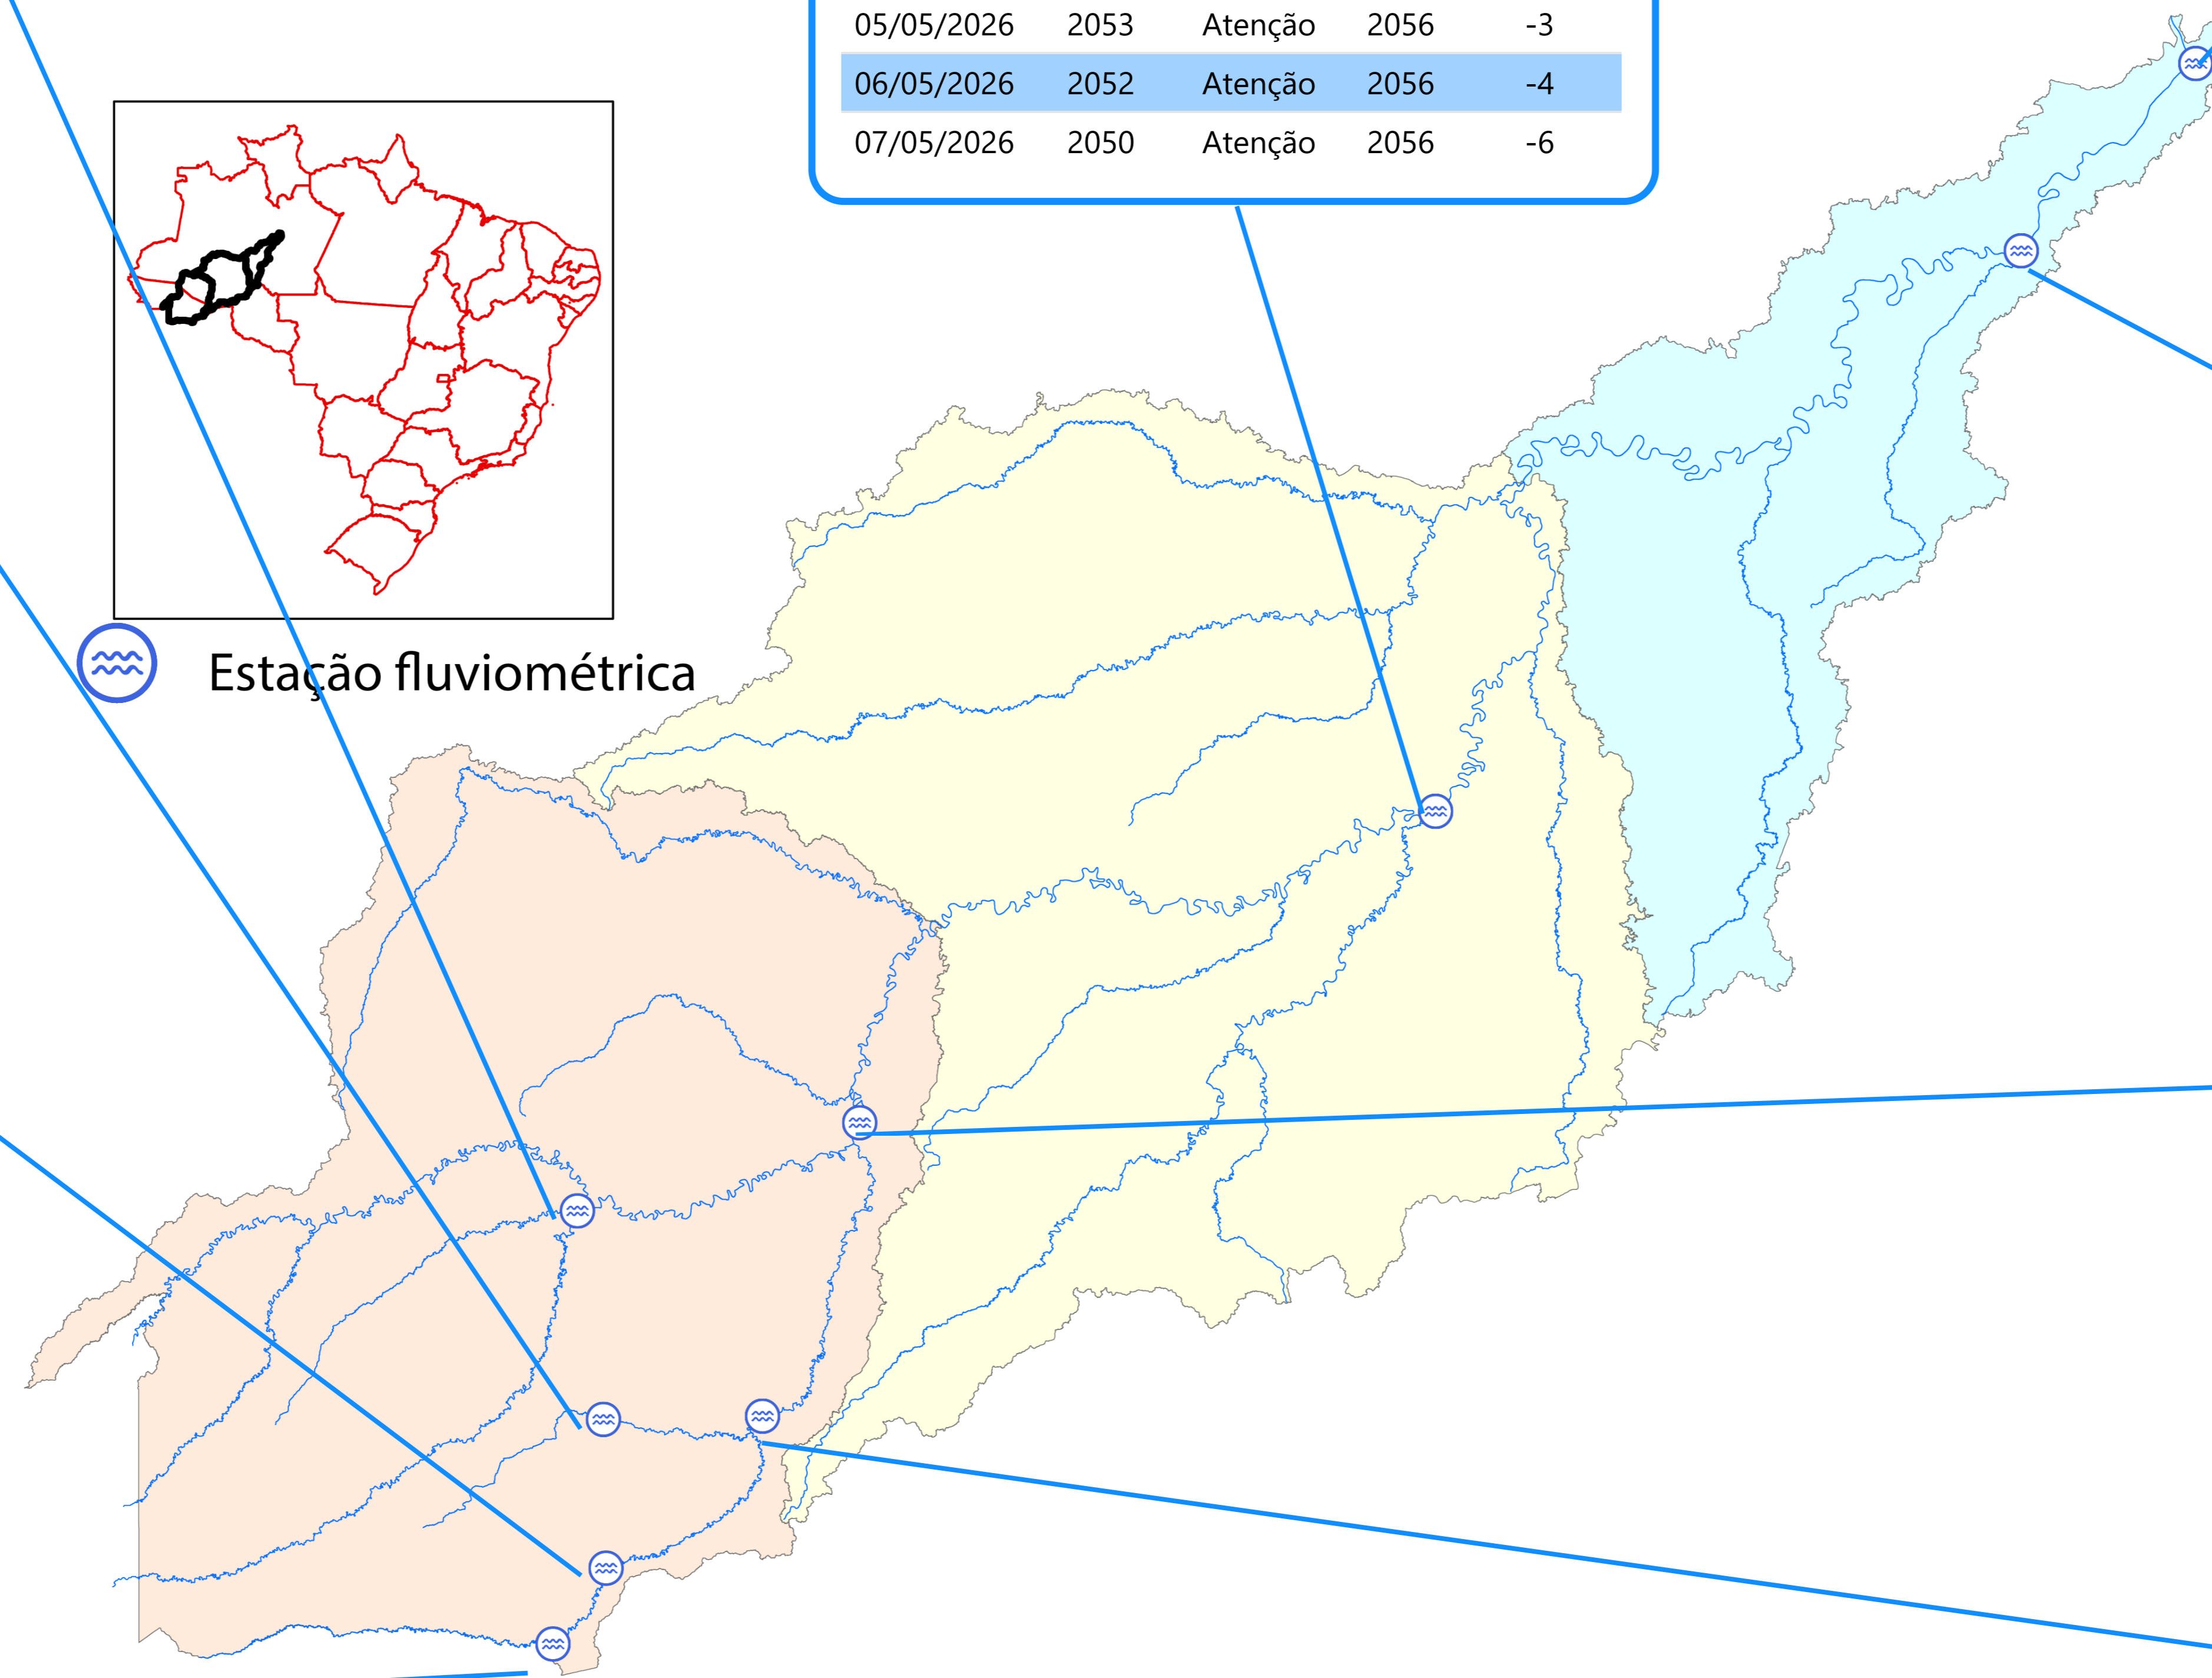 05/05/2026 2053 Atenção 2056 -3
06/05/2026 2052 Atenção 2056 -4
07/05/2026 2050 Atenção 2056 -6
Estação fluviométrica